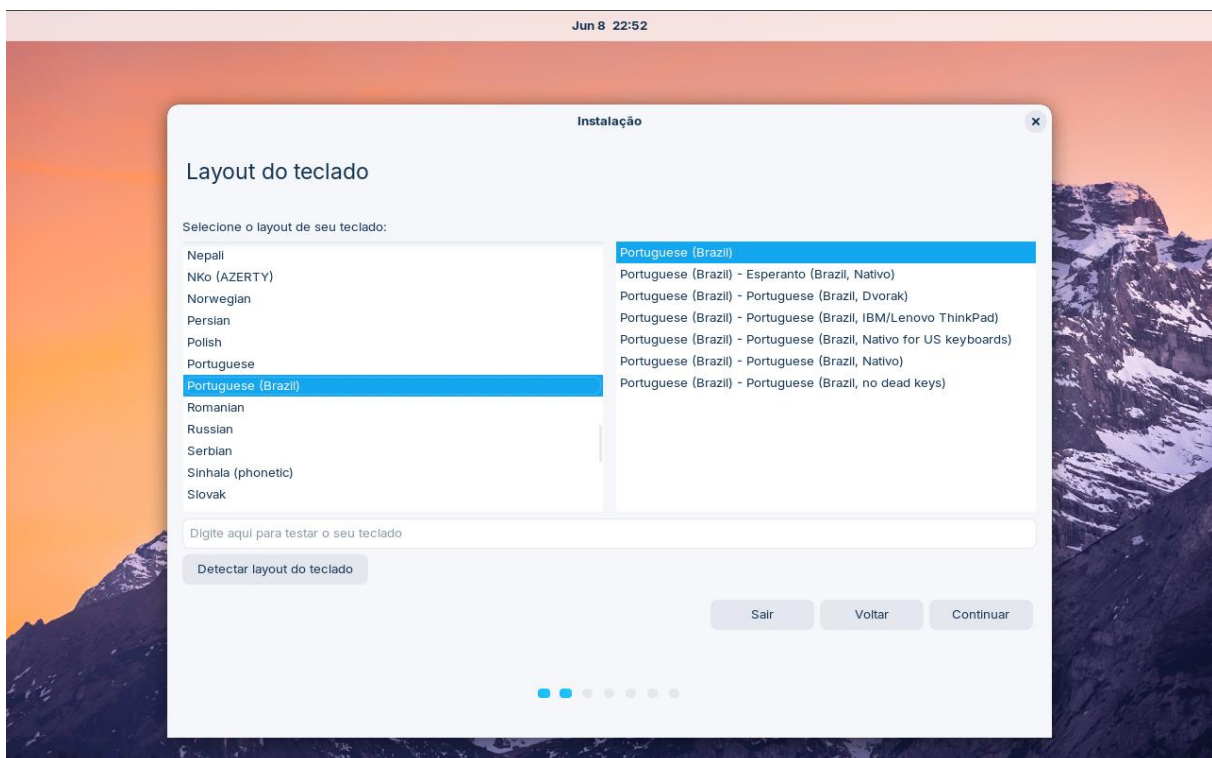 Jun 8 22:52
Instalação
Layout do teclado
Selecione o layout de seu teclado:
Nepali
NKo (AZERTY)
Norwegian
Persian
Polish
Portuguese
Portuguese (Brazil)
Romanian
Russian
Serbian
Sinhala (phonetic)
Slovak
Portuguese (Brazil)
Portuguese (Brazil) - Esperanto (Brazil, Nativo)
Portuguese (Brazil) - Portuguese (Brazil, Dvorak)
Portuguese (Brazil) - Portuguese (Brazil, IBM/Lenovo ThinkPad)
Portuguese (Brazil) - Portuguese (Brazil, Nativo for US keyboards)
Portuguese (Brazil) - Portuguese (Brazil, Nativo)
Portuguese (Brazil) - Portuguese (Brazil, no dead keys)
Digite aqui para testar o seu teclado
Detectar layout do teclado
Sair
Voltar
Continuar